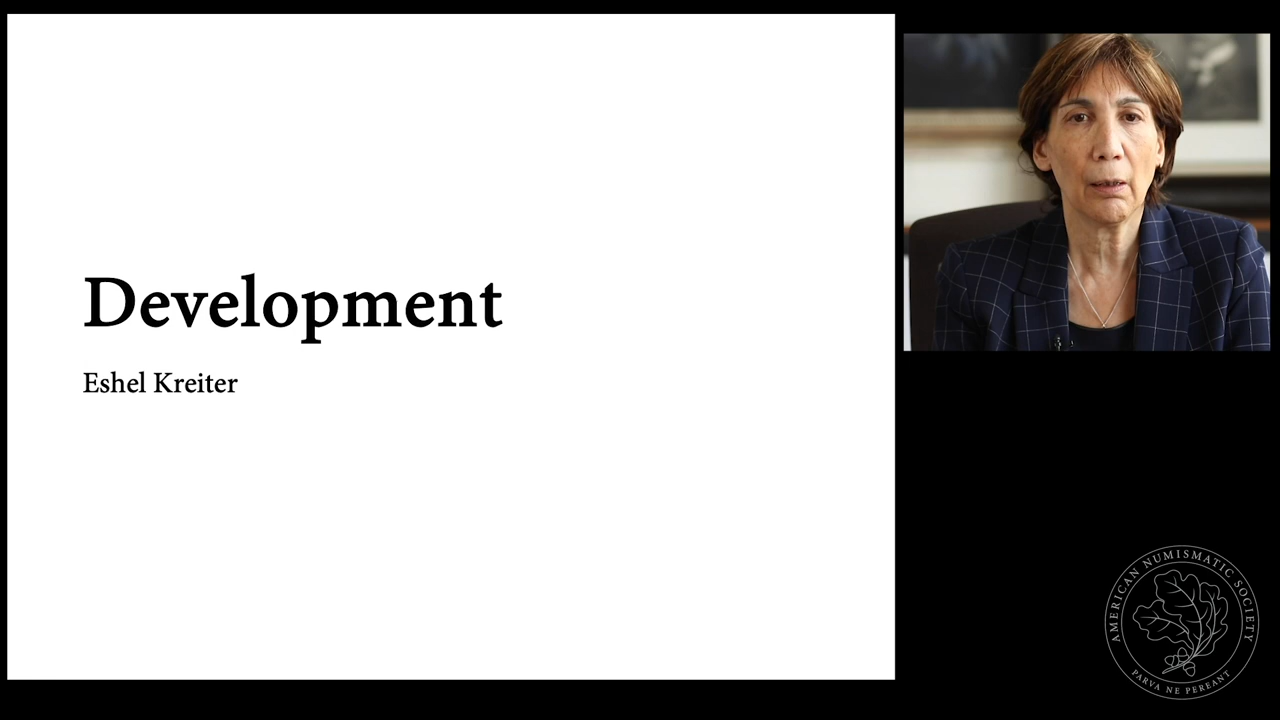 Development
Eshel Kreiter
AMERICAN NUMISMATIC SOCIETY
PARVA NE PEREANT